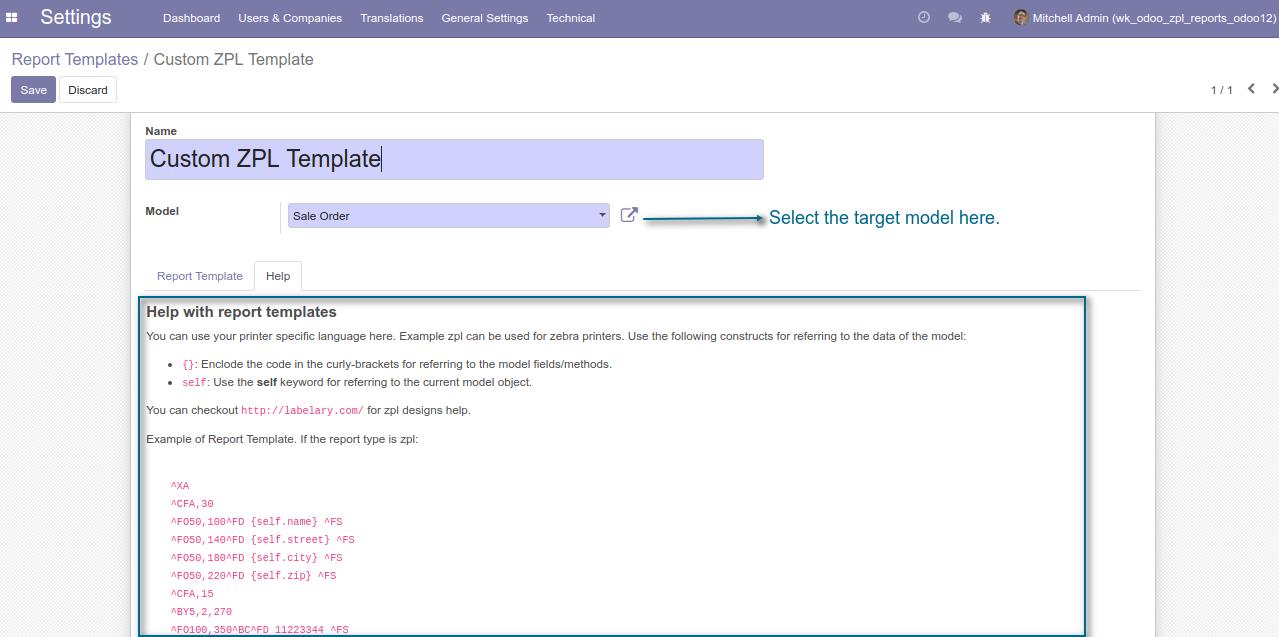 Settings Dashboard Users & Companies Translations General Settings Technical Mitchell Admin (wk_odoo_zpl_reports_odoo12)
Report Templates / Custom ZPL Template
Save Discard 1 / 1
Name
Custom ZPL Template
Model Sale Order Select the target model here.
Report Template Help
Help with report templates
You can use your printer specific language here. Example zpl can be used for zebra printers. Use the following constructs for referring to the data of the model:
• {}: Enclode the code in the curly-brackets for referring to the model fields/methods.
• self: Use the self keyword for referring to the current model object.
You can checkout http://labelary.com/ for zpl designs help.
Example of Report Template. If the report type is zpl:
^XA
^CFA,30
^FO50,100^FD {self.name} ^FS
^FO50,140^FD {self.street} ^FS
^FO50,180^FD {self.city} ^FS
^FO50,220^FD {self.zip} ^FS
^CFA,15
^BY5,2,270
^FO100,350^BC^FD 11223344 ^FS